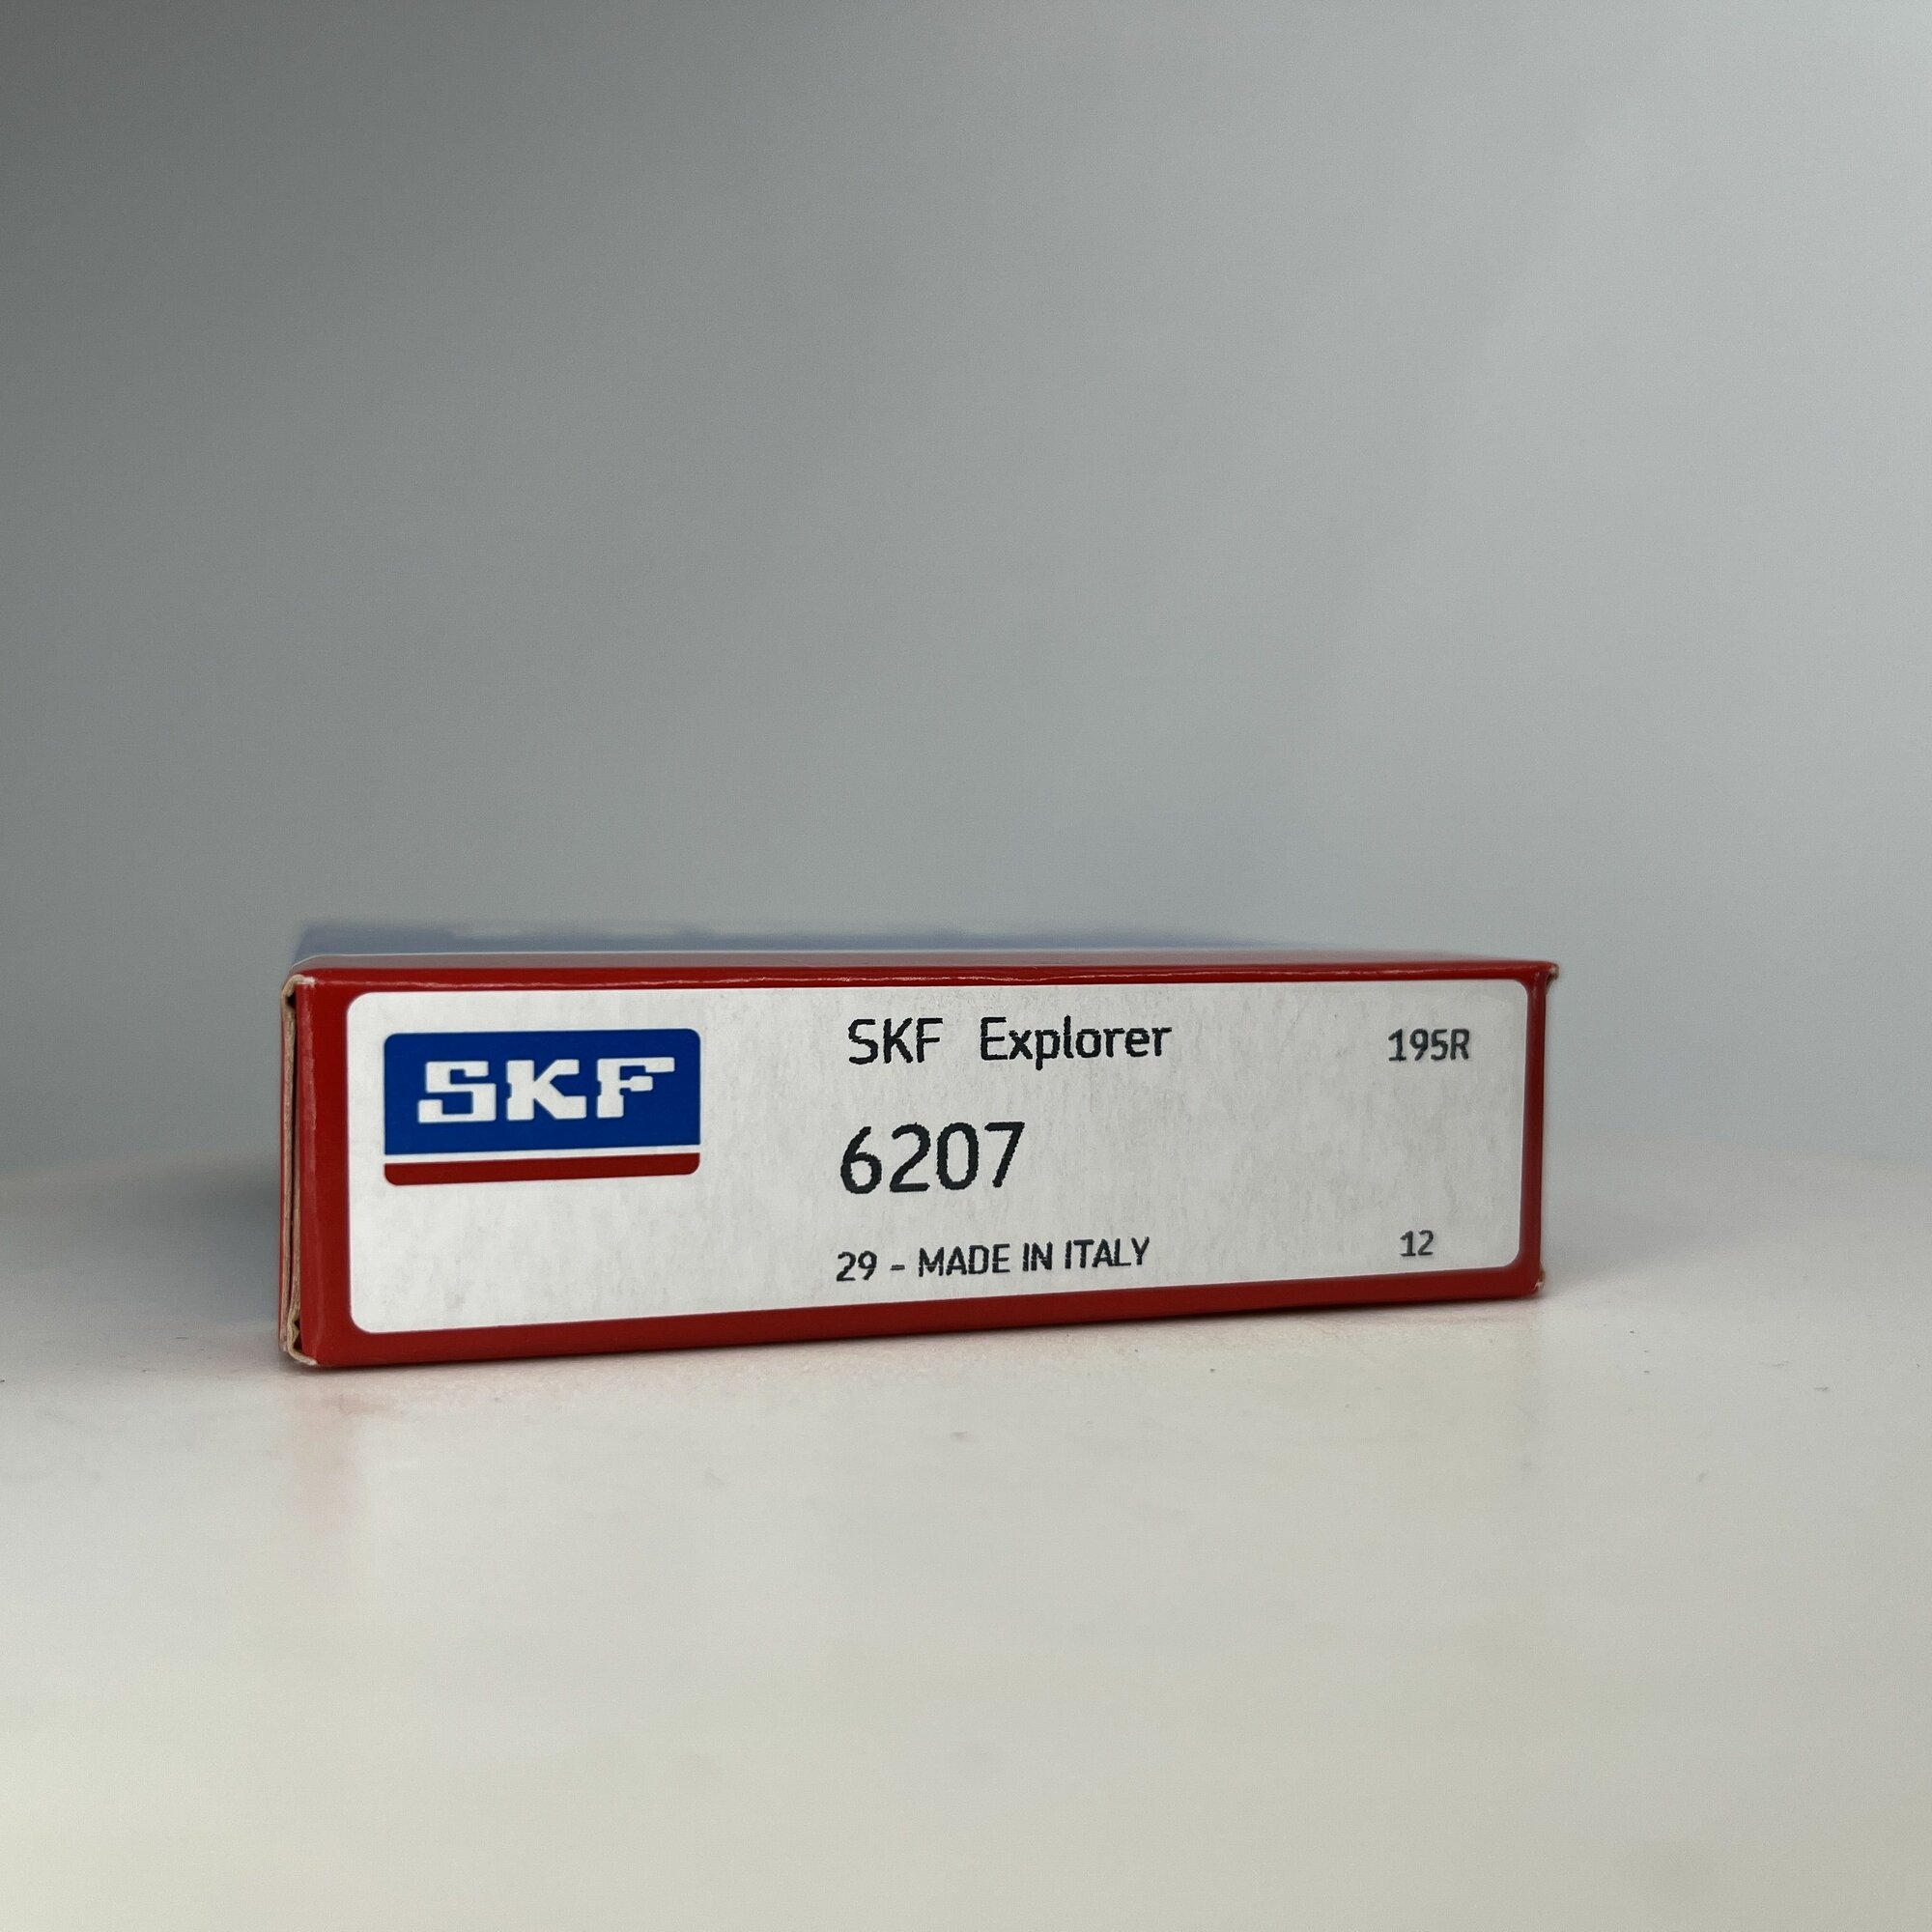 SKF
SKF Explorer
195R
6207
29 - MADE IN ITALY
12